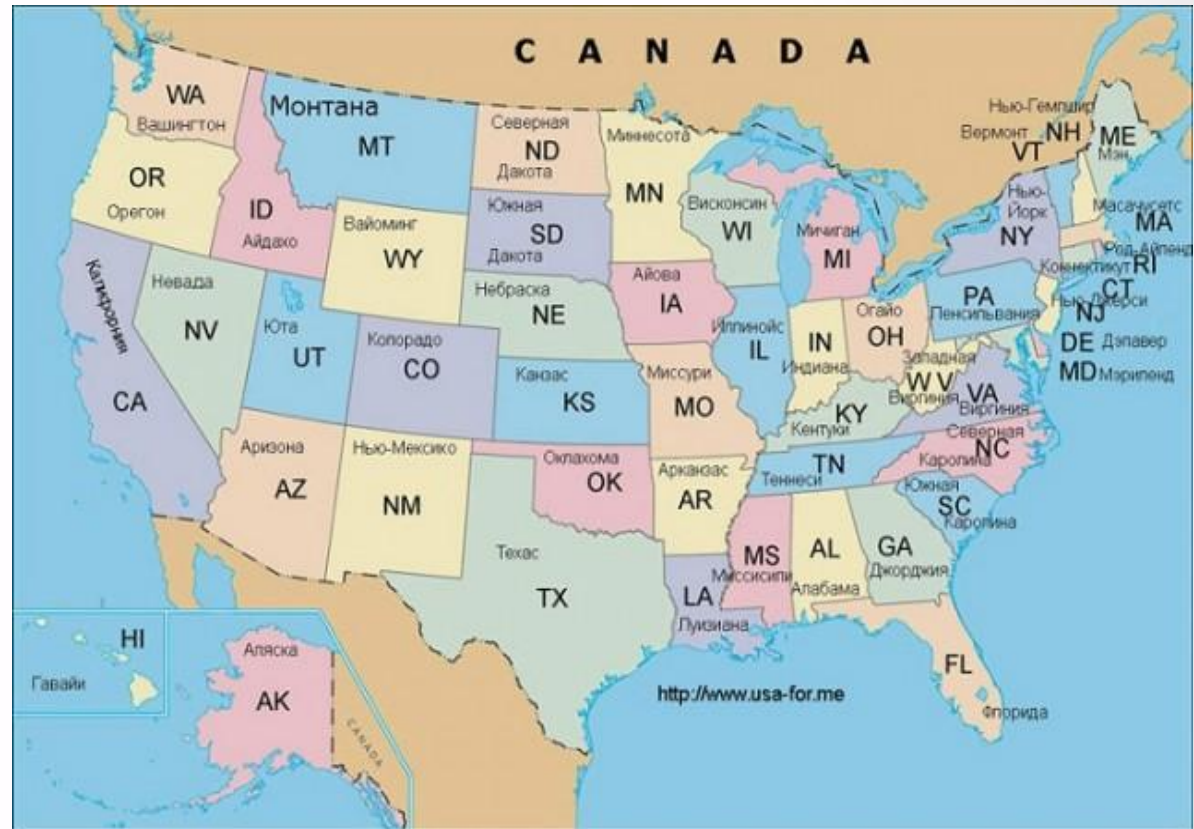 CANADA
WA
Вашингтон
Монтана
MT
Северная
ND
Дакота
Миннесота
MN
Нью-Гемпшир
Вермонт
NH
VT
ME
Мэн
OR
Орегон
ID
Айдахо
Вайоминг
WY
Южная
SD
Дакота
Висконсин
WI
Мичиган
MI
Нью-
Йорк
NY
Масачусетс
MA
Род-Айленд
RI
Коннектикут
CT
Калифорния
CA
Невада
NV
Юта
UT
Колорадо
CO
Небраска
NE
Айова
IA
Иллинойс
IL
IN
Индиана
Огайо
OH
PA
Пенсильвания
Нью-Джерси
NJ
DE Дэлавер
MD Мэриленд
Канзас
KS
Миссури
MO
KY
Кентуки
Западная
WV
Виргиния
VA
Виргиния
Аризона
AZ
Нью-Мексико
NM
Оклахома
OK
Арканзас
AR
TN
Теннеси
Северная
NC
Каролина
Южная
SC
Каролина
Техас
TX
LA
Луизиана
MS
Миссисипи
AL
Алабама
GA
Джорджия
FL
Флорида
HI
Гавайи
Аляска
AK
CANADA
http://www.usa-for.me